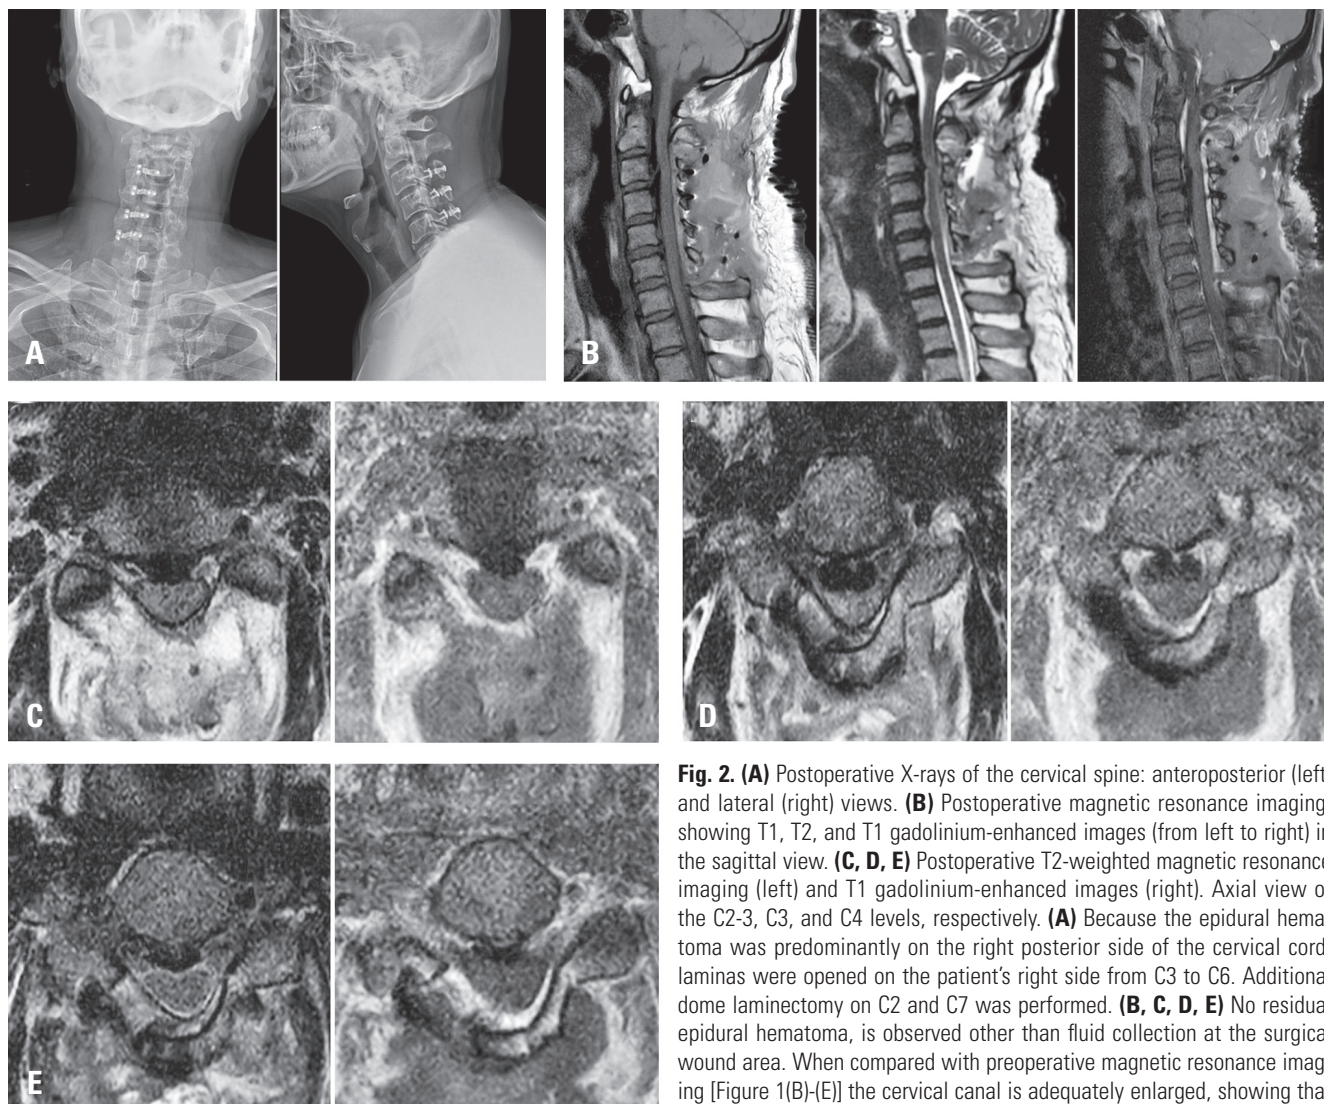 A
B
C
D
E
Fig. 2. (A) Postoperative X-rays of the cervical spine: anteroposterior (left
and lateral (right) views. (B) Postoperative magnetic resonance imaging
showing T1, T2, and T1 gadolinium-enhanced images (from left to right) i
the sagittal view. (C, D, E) Postoperative T2-weighted magnetic resonance
imaging (left) and T1 gadolinium-enhanced images (right). Axial view o
the C2-3, C3, and C4 levels, respectively. (A) Because the epidural hema
toma was predominantly on the right posterior side of the cervical cord
laminas were opened on the patient's right side from C3 to C6. Additiona
dome laminectomy on C2 and C7 was performed. (B, C, D, E) No residua
epidural hematoma, is observed other than fluid collection at the surgica
wound area. When compared with preoperative magnetic resonance imag
ing [Figure 1(B)-(E)] the cervical canal is adequately enlarged, showing tha